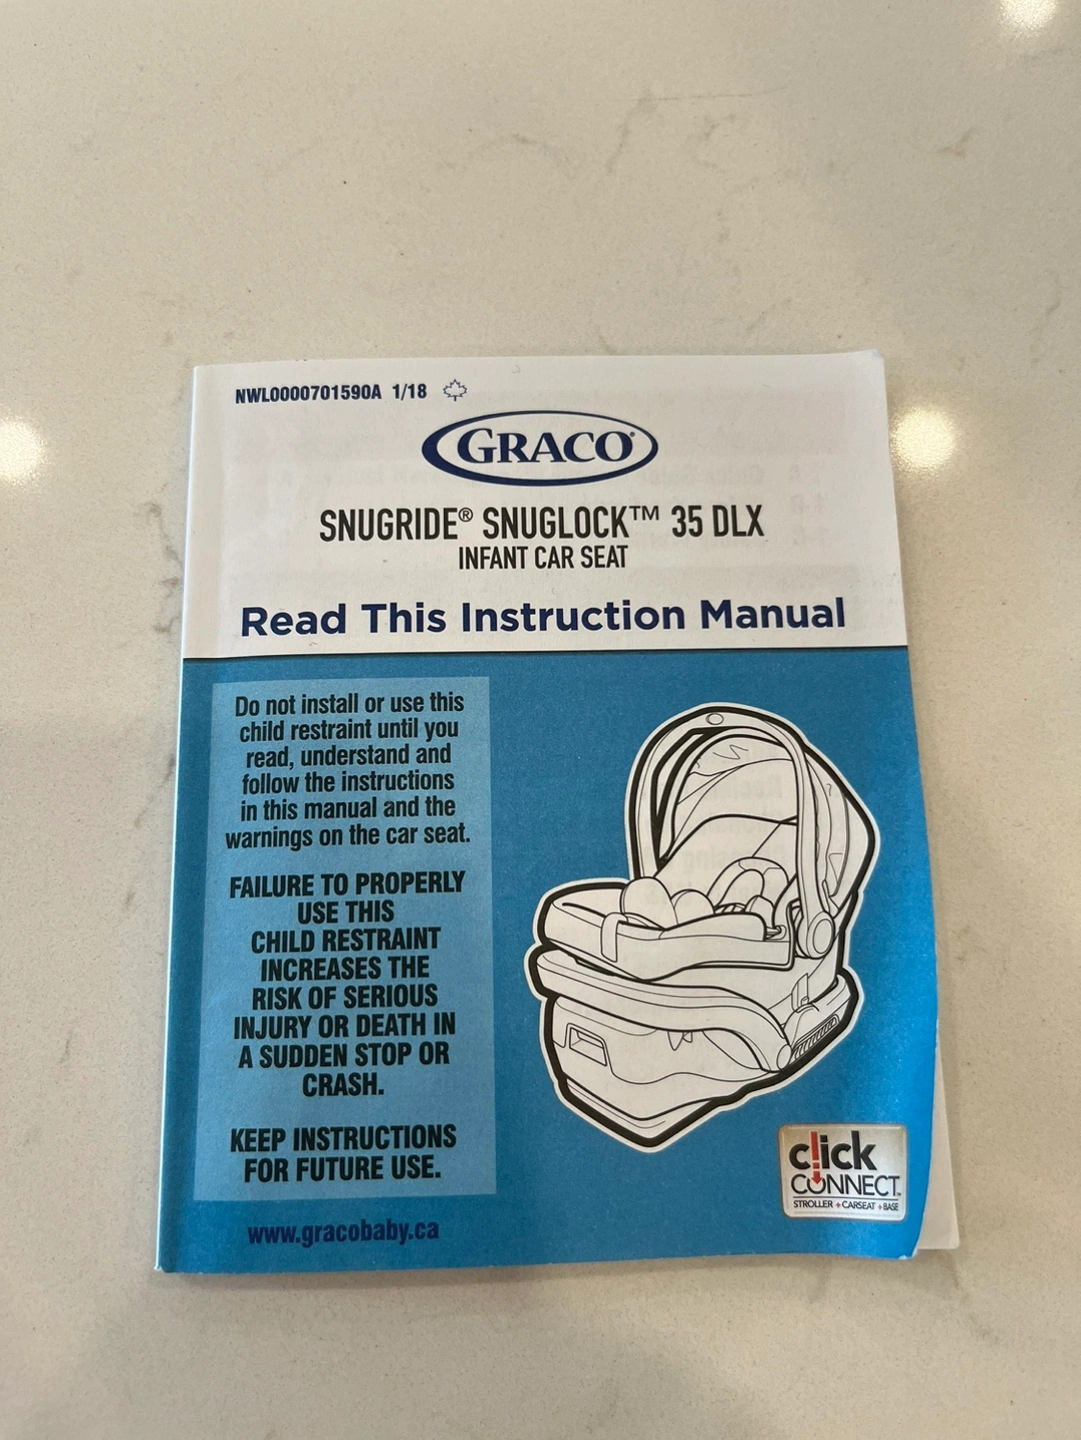 NWL0000701590A 1/18
GRACO®
SNUGRIDE® SNUGLOCK™ 35 DLX
INFANT CAR SEAT
Read This Instruction Manual
Do not install or use this
child restraint until you
read, understand and
follow the instructions
in this manual and the
warnings on the car seat.
FAILURE TO PROPERLY
USE THIS
CHILD RESTRAINT
INCREASES THE
RISK OF SERIOUS
INJURY OR DEATH IN
A SUDDEN STOP OR
CRASH.
KEEP INSTRUCTIONS
FOR FUTURE USE.
www.gracobaby.ca
click
CONNECT™
STROLLER + CARSEAT + BASE